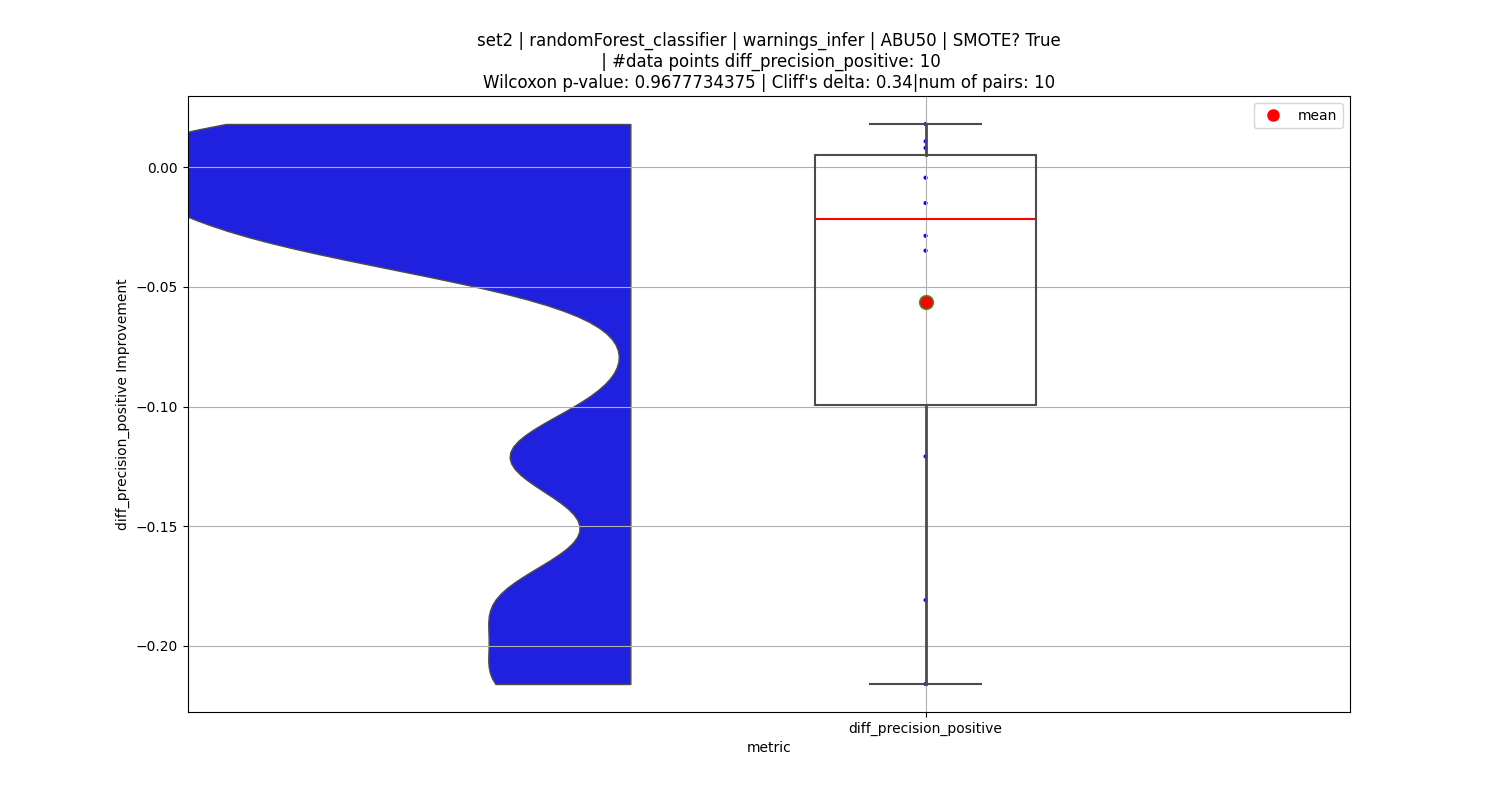 set2 | randomForest_classifier | warnings_infer | ABU50 | SMOTE? True
| #data points diff_precision_positive: 10
Wilcoxon p-value: 0.9677734375 | Cliff's delta: 0.34|num of pairs: 10
mean
0.00
−0.05
−0.10
−0.15
−0.20
diff_precision_positive Improvement
diff_precision_positive
metric